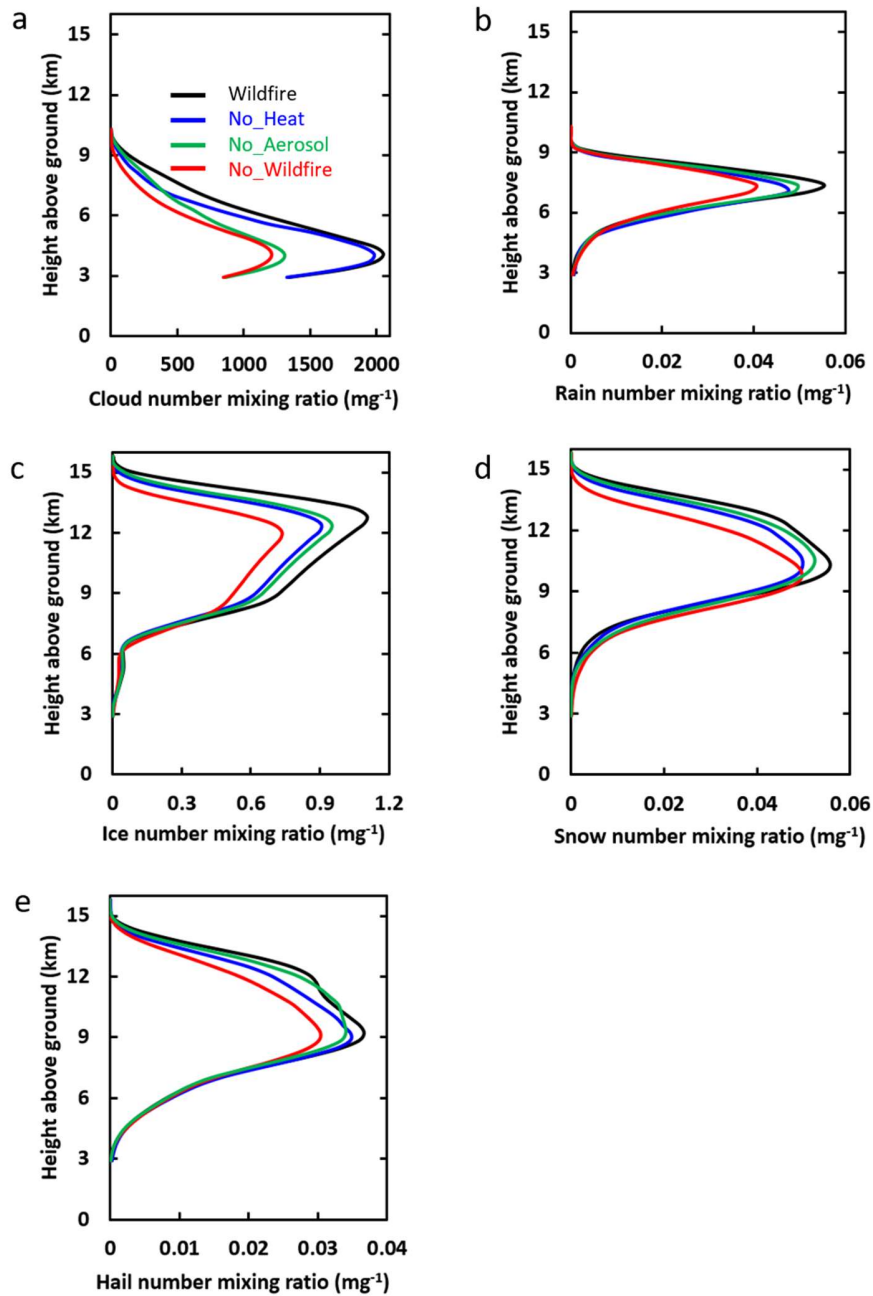 a
Height above ground (km)
15
12
9
6
3
0
Wildfire
No_Heat
No_Aerosol
No_Wildfire
0 500 1000 1500 2000
Cloud number mixing ratio (mg-1)
b
Height above ground (km)
15
12
9
6
3
0
0 0.02 0.04 0.06
Rain number mixing ratio (mg-1)
c
Height above ground (km)
15
12
9
6
3
0
0 0.3 0.6 0.9 1.2
Ice number mixing ratio (mg-1)
d
Height above ground (km)
15
12
9
6
3
0
0 0.02 0.04 0.06
Snow number mixing ratio (mg-1)
e
Height above ground (km)
15
12
9
6
3
0
0 0.01 0.02 0.03 0.04
Hail number mixing ratio (mg-1)